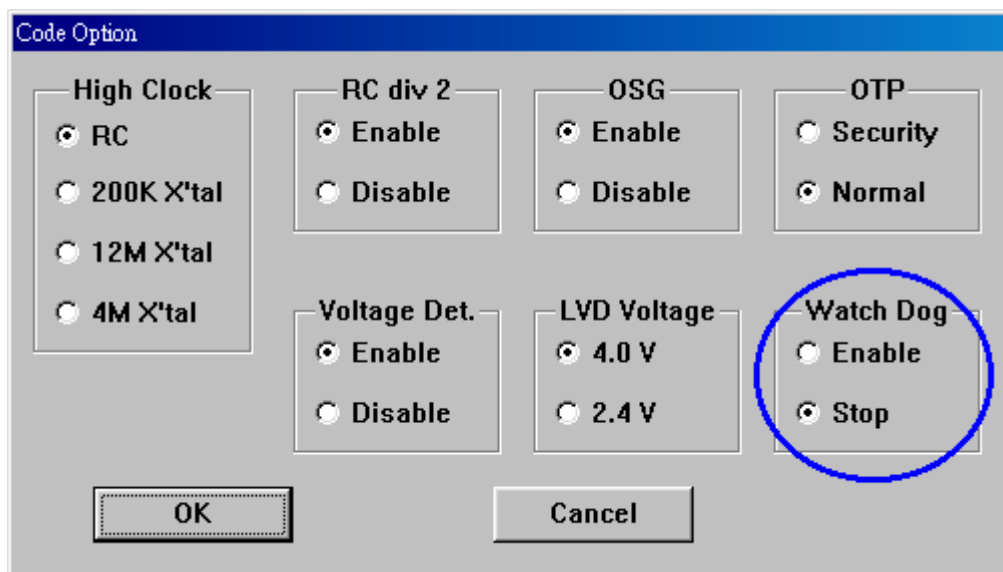 Code Option
High Clock
RC
200K X'tal
12M X'tal
4M X'tal
RC div 2
Enable
Disable
OSG
Enable
Disable
OTP
Security
Normal
Voltage Det.
Enable
Disable
LVD Voltage
4.0 V
2.4 V
Watch Dog
Enable
Stop
OK
Cancel